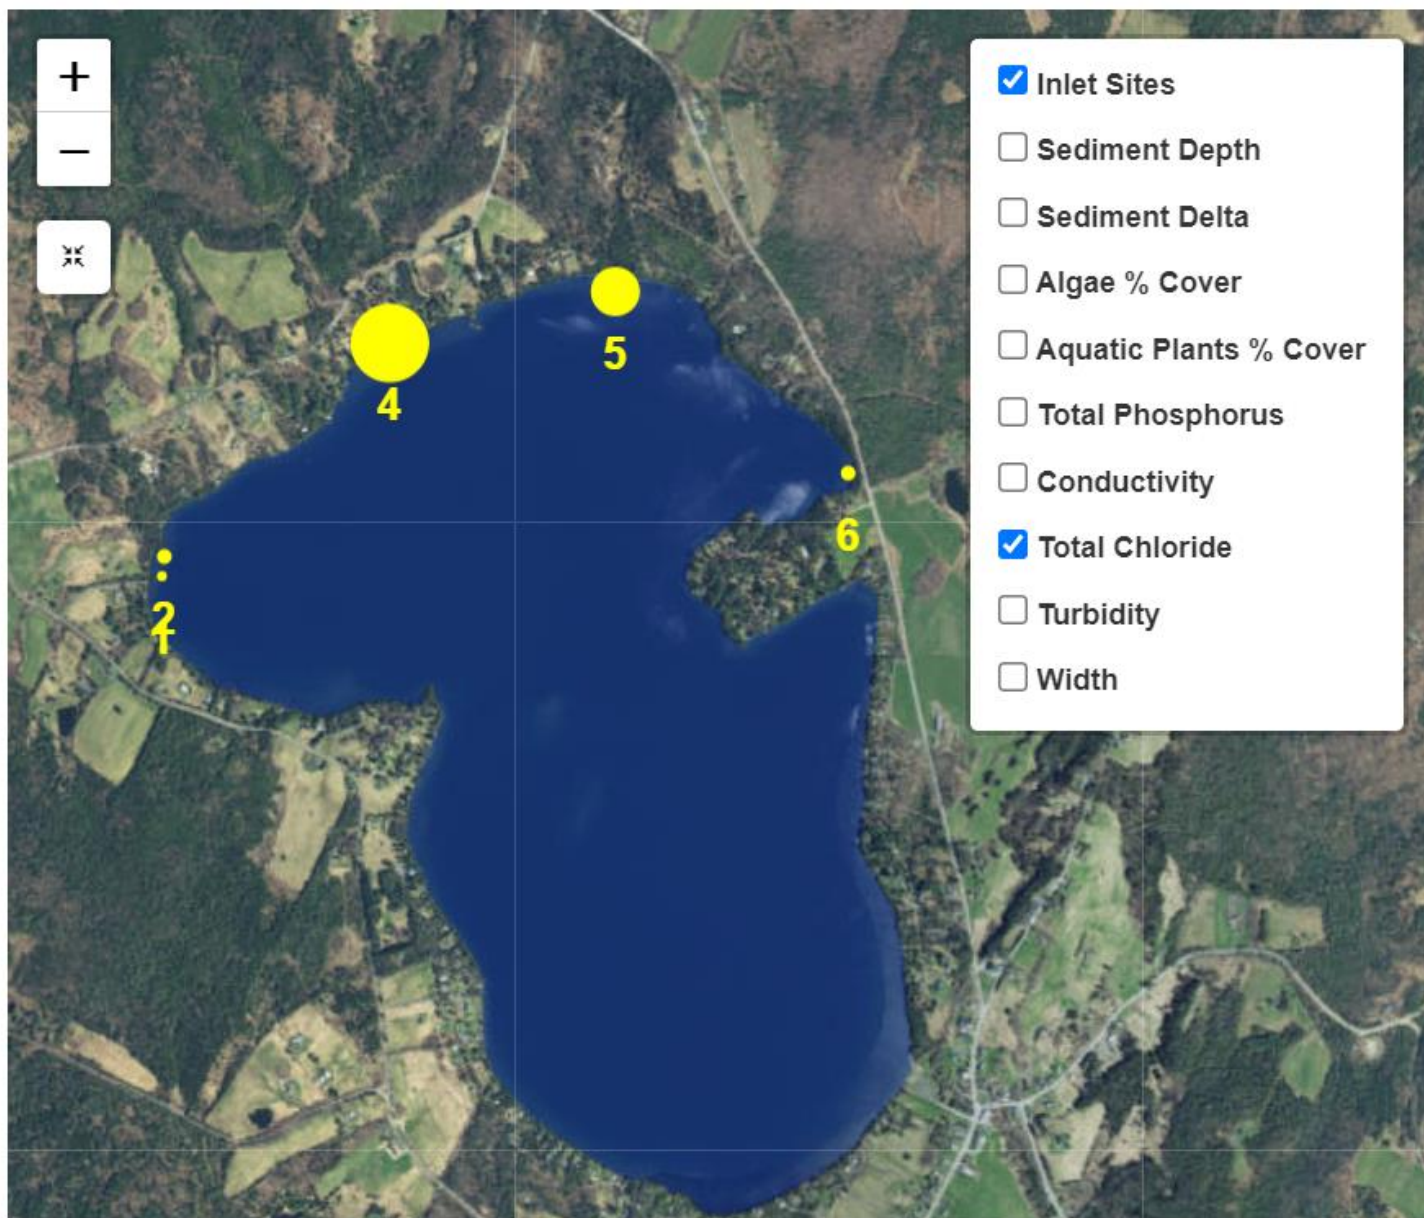 +
−
Inlet Sites
Sediment Depth
Sediment Delta
Algae % Cover
Aquatic Plants % Cover
Total Phosphorus
Conductivity
Total Chloride
Turbidity
Width
4
5
6
2
1